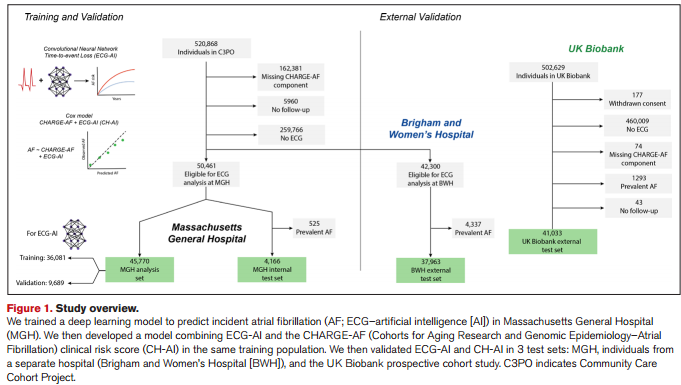 Training and Validation
External Validation
Convolutional Neural Network
Time-to-event Loss (ECG-AI)
AF risk
Years
Cox model
CHARGE-AF + ECG-AI (CH-AI)
AF ~ CHARGE-AF
+ ECG-AI
Observed AF
Predicted AF
For ECG-AI
Training: 36,081
Validation: 9,689
520,868
Individuals in C3PO
162,381
Missing CHARGE-AF
component
5960
No follow-up
259,766
No ECG
50,461
Eligible for ECG
analysis at MGH
Massachusetts
General Hospital
525
Prevalent AF
45,770
MGH analysis
set
4,166
MGH internal
test set
Brigham and
Women's Hospital
42,300
Eligible for ECG
analysis at BWH
4,337
Prevalent AF
37,963
BWH external
test set
UK Biobank
502,629
Individuals in UK Biobank
177
Withdrawn consent
460,009
No ECG
74
Missing CHARGE-AF
component
1293
Prevalent AF
43
No follow-up
41,033
UK Biobank external
test set
Figure 1. Study overview.
We trained a deep learning model to predict incident atrial fibrillation (AF; ECG–artificial intelligence [AI]) in Massachusetts General Hospital
(MGH). We then developed a model combining ECG-AI and the CHARGE-AF (Cohorts for Aging Research and Genomic Epidemiology–Atrial
Fibrillation) clinical risk score (CH-AI) in the same training population. We then validated ECG-AI and CH-AI in 3 test sets: MGH, individuals from
a separate hospital (Brigham and Women's Hospital [BWH]), and the UK Biobank prospective cohort study. C3PO indicates Community Care
Cohort Project.